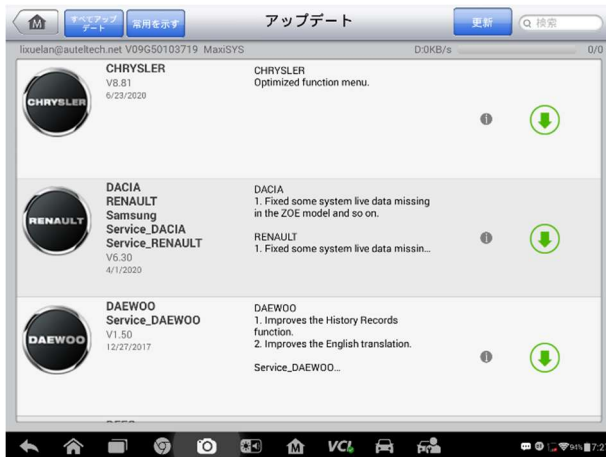 すべてアップ
デート
常用を示す
アップデート
更新
検索
lixuelan@auteltech.net V09G50103719 MaxiSYS
D:0KB/s
0/0
CHRYSLER
CHRYSLER
V8.81
6/23/2020
CHRYSLER
Optimized function menu.
RENAULT
DACIA
RENAULT
Samsung
Service_DACIA
Service_RENAULT
V6.30
4/1/2020
DACIA
1. Fixed some system live data missing
in the ZOE model and so on.
RENAULT
1. Fixed some system live data missin...
DAEWOO
DAEWOO
Service_DAEWOO
V1.50
12/27/2017
DAEWOO
1. Improves the History Records
function.
2. Improves the English translation.
Service_DAEWOO...
VCI
94%
7:2